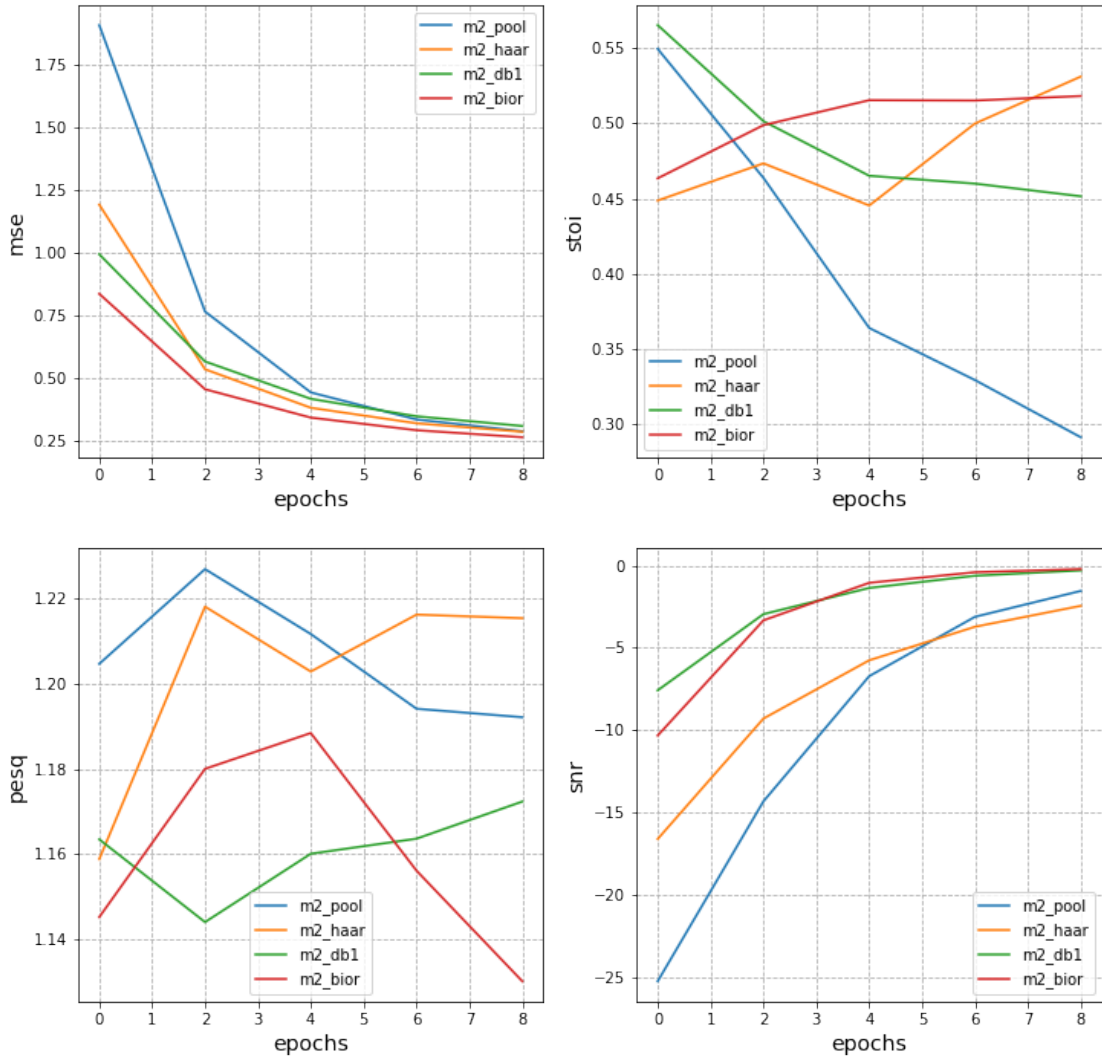 mse
1.75
1.50
1.25
1.00
0.75
0.50
0.25
0 1 2 3 4 5 6 7 8
epochs
m2_pool
m2_haar
m2_db1
m2_bior
stoi
0.55
0.50
0.45
0.40
0.35
0.30
0 1 2 3 4 5 6 7 8
epochs
m2_pool
m2_haar
m2_db1
m2_bior
pesq
1.22
1.20
1.18
1.16
1.14
0 1 2 3 4 5 6 7 8
epochs
m2_pool
m2_haar
m2_db1
m2_bior
snr
0
−5
−10
−15
−20
−25
0 1 2 3 4 5 6 7 8
epochs
m2_pool
m2_haar
m2_db1
m2_bior